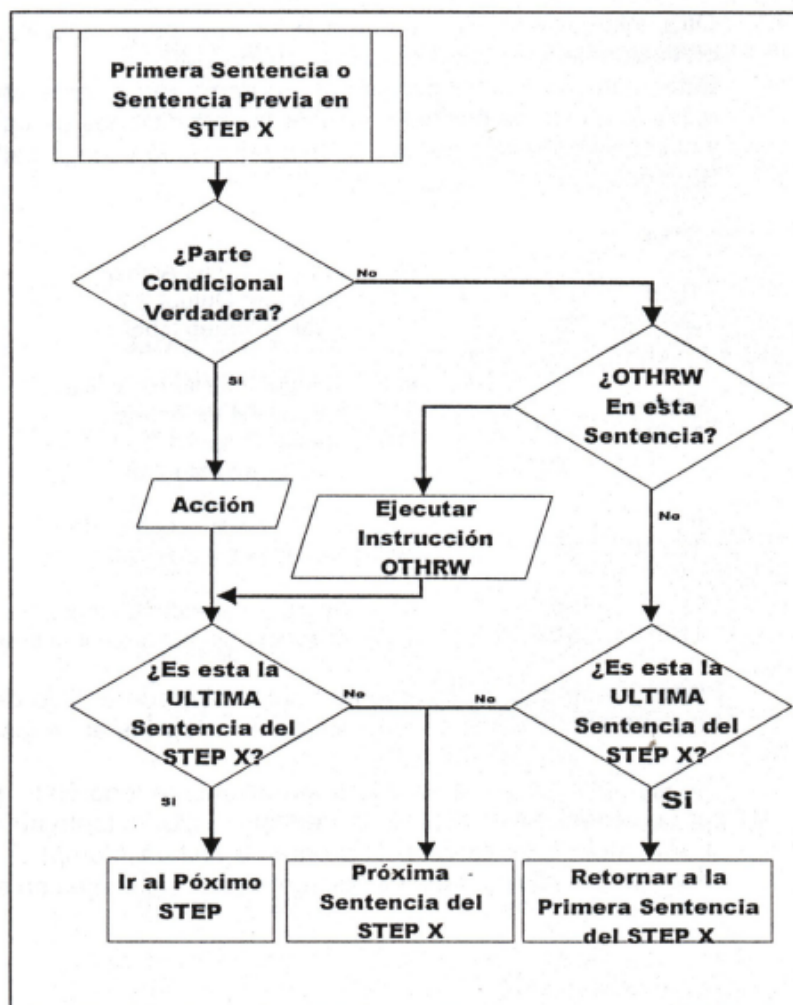 Primera Sentencia o
Sentencia Previa en
STEP X
¿Parte
Condicional
Verdadera?
No
SI
¿OTHRW
En esta
Sentencia?
Acción
Ejecutar
Instrucción
OTHRW
No
¿Es esta la
ULTIMA
Sentencia del
STEP X?
No
No
¿Es esta la
ULTIMA
Sentencia del
STEP X?
Si
Si
Ir al Póximo
STEP
Próxima
Sentencia del
STEP X
Retornar a la
Primera Sentencia
del STEP X